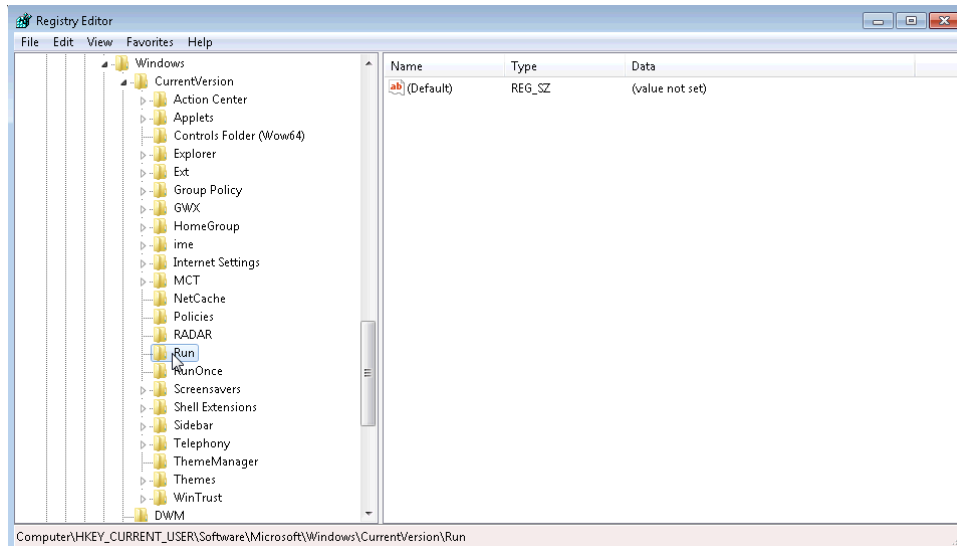 Registry Editor
File Edit View Favorites Help
Windows
CurrentVersion
Action Center
Applets
Controls Folder (Wow64)
Explorer
Ext
Group Policy
GWX
HomeGroup
ime
Internet Settings
MCT
NetCache
Policies
RADAR
Run
RunOnce
Screensavers
Shell Extensions
Sidebar
Telephony
ThemeManager
Themes
WinTrust
DWM
Name Type Data
ab (Default) REG_SZ (value not set)
Computer\HKEY_CURRENT_USER\Software\Microsoft\Windows\CurrentVersion\Run